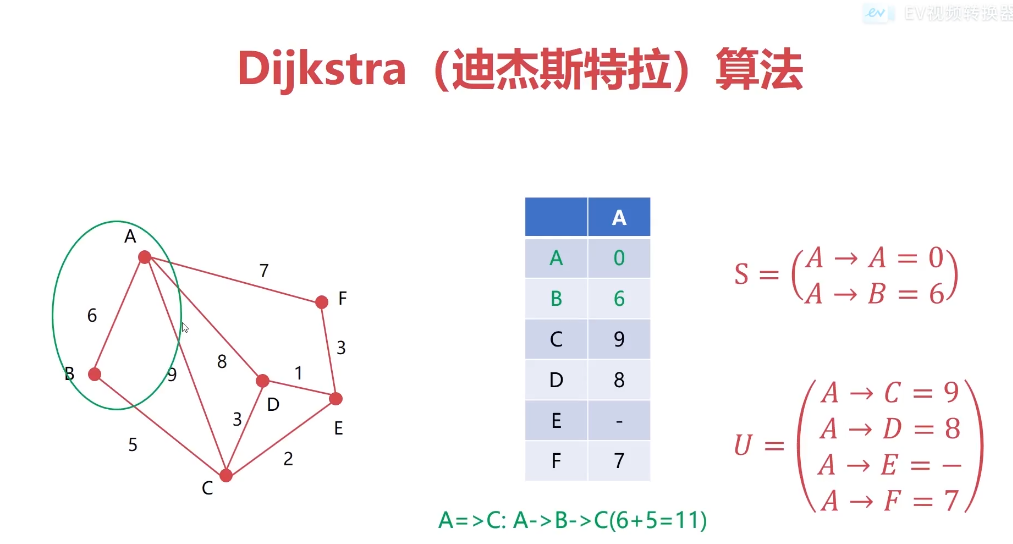 EV视频转换器
Dijkstra（迪杰斯特拉）算法
A
6
B
9
5
C
7
F
8
3
1
D
3
E
2
A
A 0
B 6
C 9
D 8
E -
F 7
A=>C: A->B->C(6+5=11)
S = (A → A = 0
A → B = 6)
U = (A → C = 9
A → D = 8
A → E = −
A → F = 7)